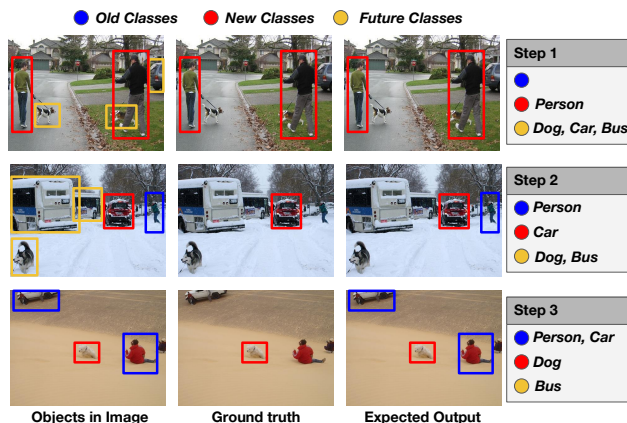 Old Classes New Classes Future Classes
Step 1
Person
Dog, Car, Bus
Step 2
Person
Car
Dog, Bus
Step 3
Person, Car
Dog
Bus
Objects in Image Ground truth Expected Output